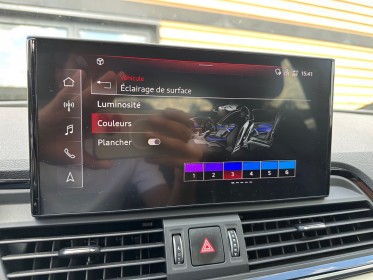 15:41
Véhicule
Éclairage de surface
Luminosité
Couleurs
Plancher
1 2 3 4 5 6